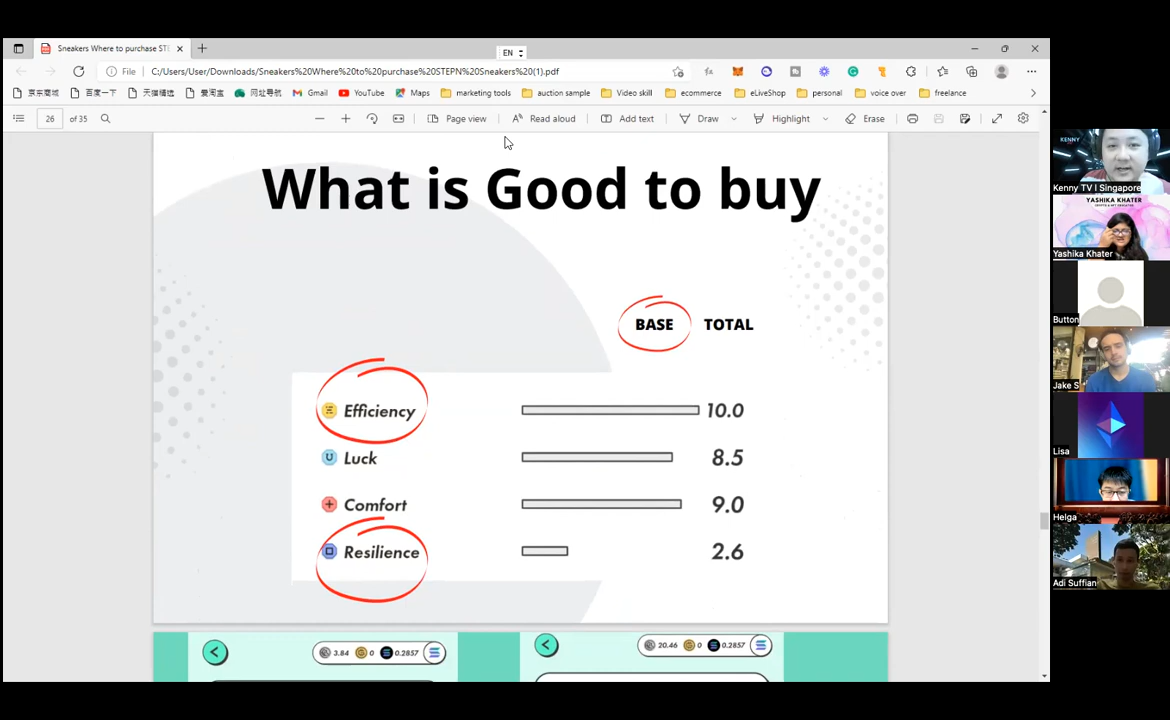 Sneakers Where to purchase STE
EN
File
C:/Users/User/Downloads/Sneakers%20Where%20to%20purchase%20STEPN%20Sneakers%20(1).pdf
京东商城
百度一下
天猫精选
爱淘宝
网址导航
Gmail
YouTube
Maps
marketing tools
auction sample
Video skill
ecommerce
eLiveShop
personal
voice over
freelance
26 of 35
Page view
Read aloud
Add text
Draw
Highlight
Erase
What is Good to buy
BASE TOTAL
Efficiency 10.0
Luck 8.5
Comfort 9.0
Resilience 2.6
3.84 0 0.2857
20.46 0 0.2857
KENNY
Kenny TV I Singapore
YASHIKA KHATER
Yashika Khater
Button
Jake S
Lisa
Helga
Adi Suffian